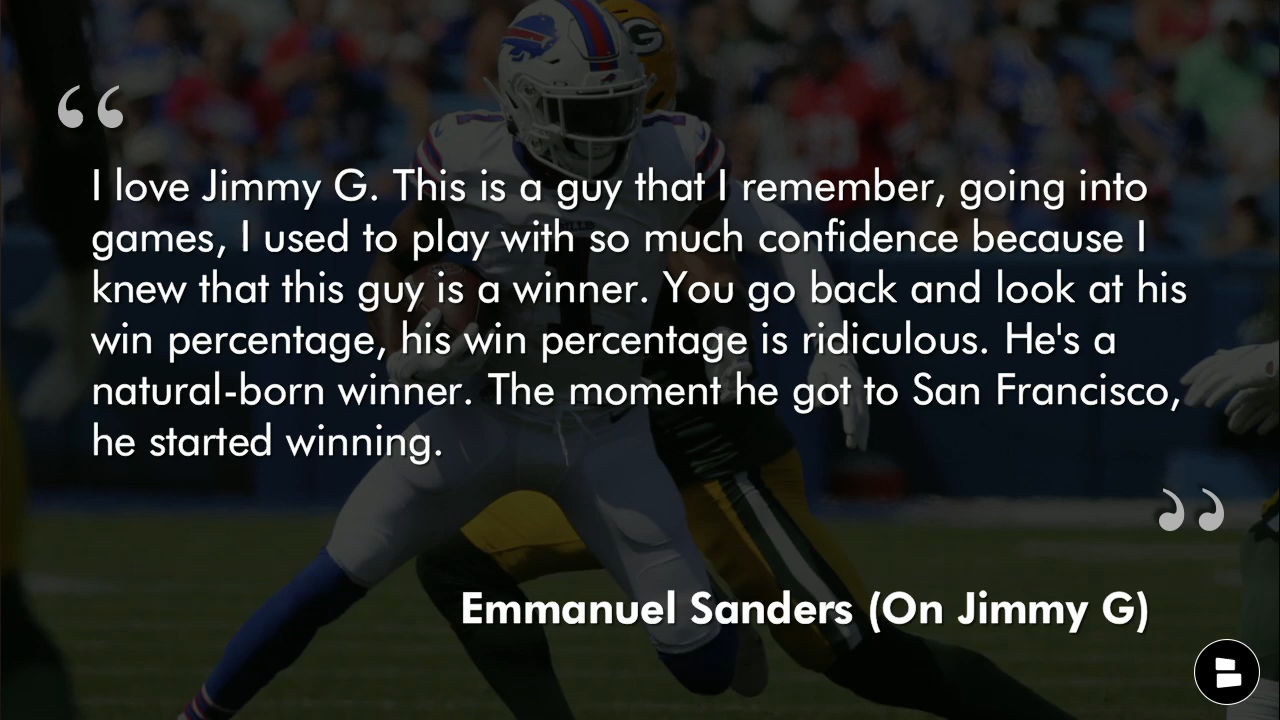 “
I love Jimmy G. This is a guy that I remember, going into
games, I used to play with so much confidence because I
knew that this guy is a winner. You go back and look at his
win percentage, his win percentage is ridiculous. He's a
natural-born winner. The moment he got to San Francisco,
he started winning.
”
Emmanuel Sanders (On Jimmy G)